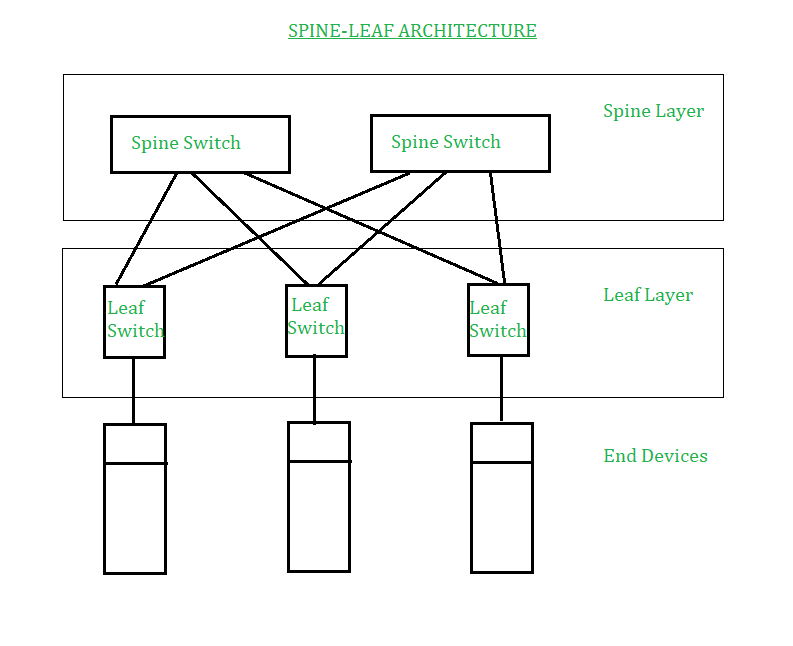 SPINE-LEAF ARCHITECTURE
Spine Layer
Spine Switch
Spine Switch
Leaf Layer
Leaf
Switch
Leaf
Switch
Leaf
Switch
End Devices